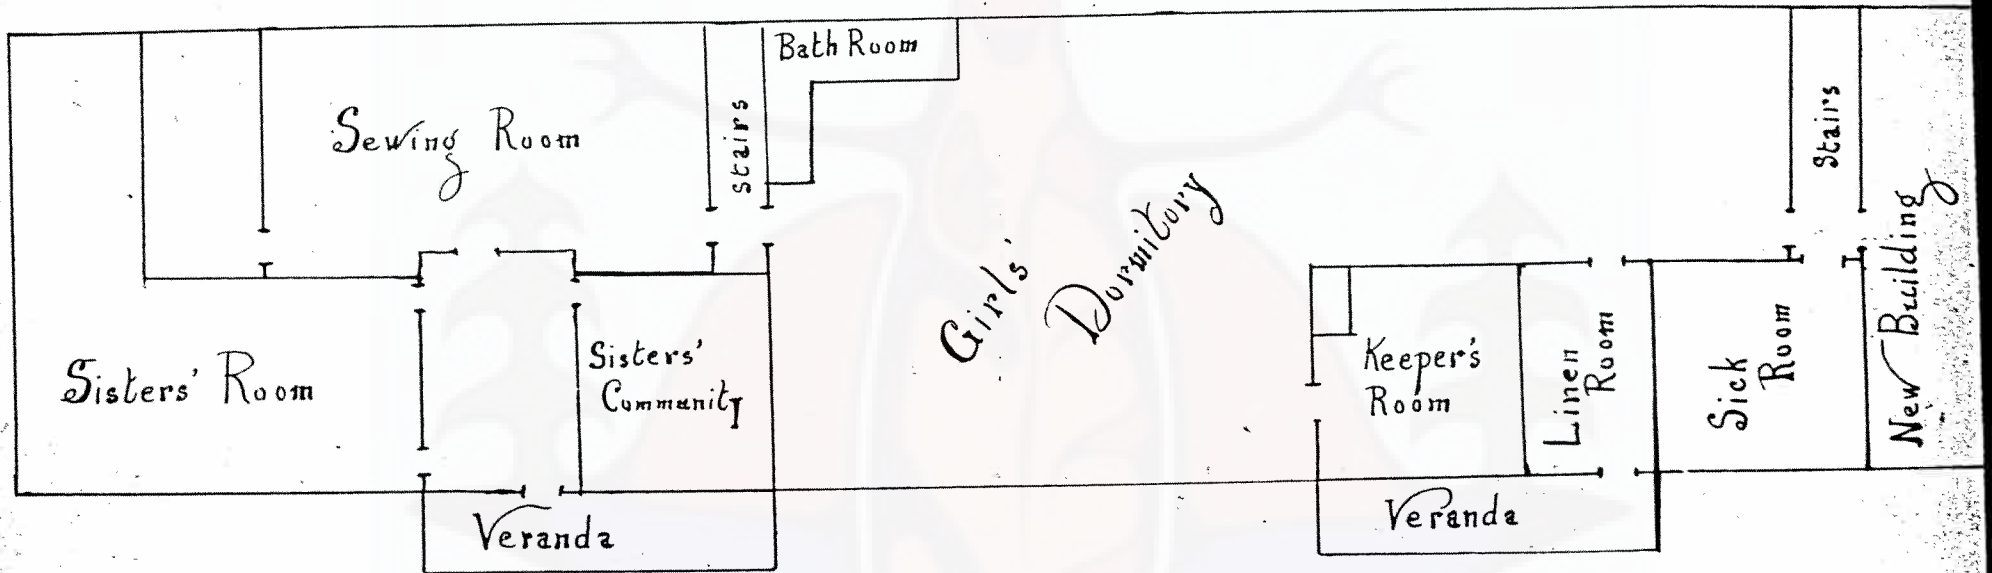 Bath Room
Sewing Room
Stairs
Stairs
Girls'
Dormitory
Sisters' Room
Sisters'
Community
Keeper's
Room
Linen
Room
Sick
Room
New Building
Veranda
Veranda